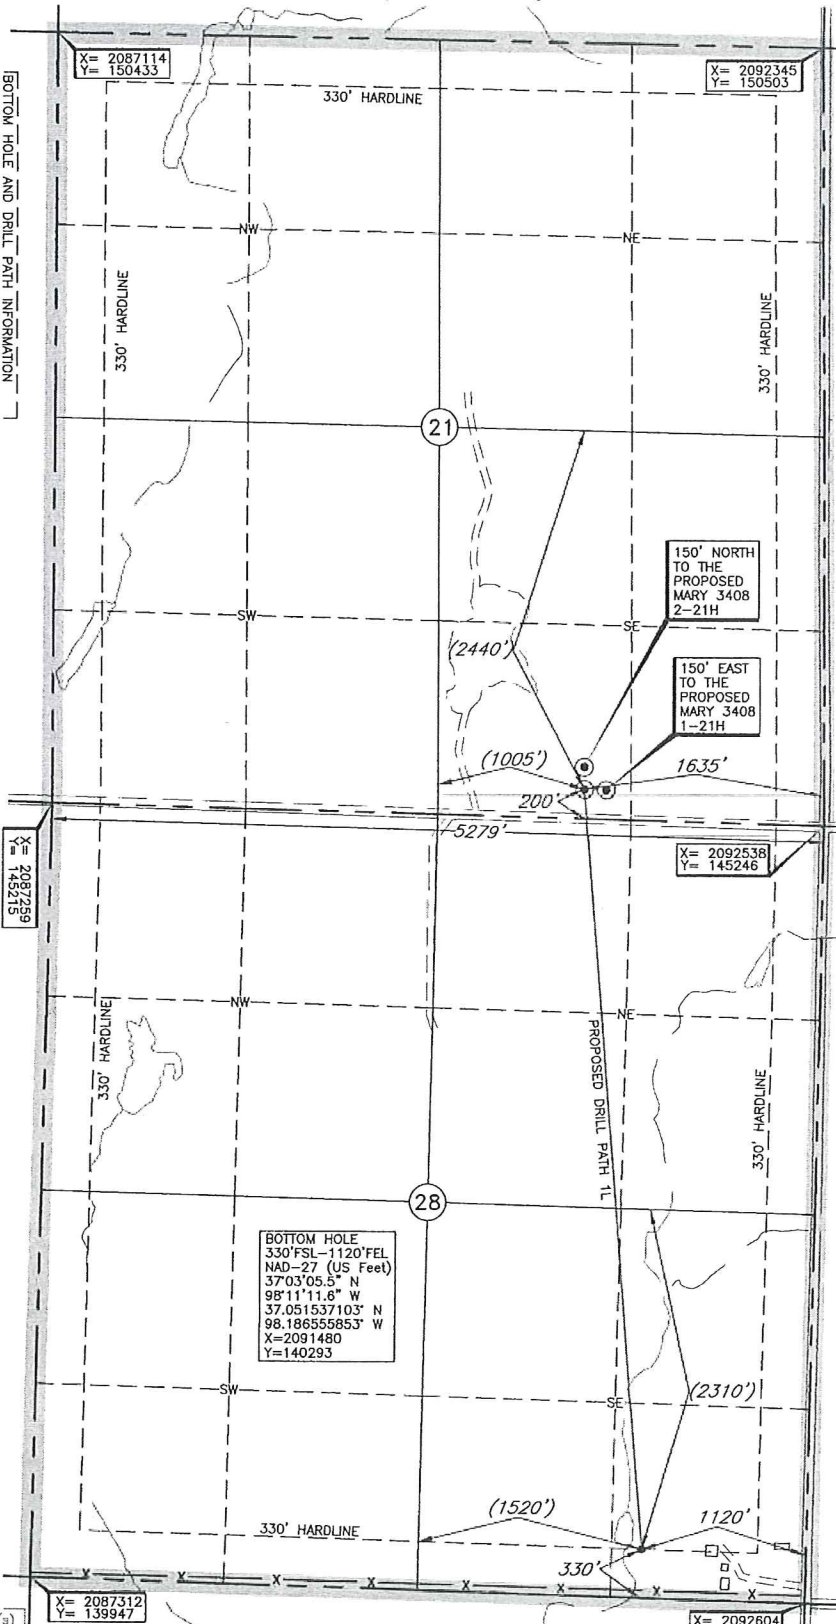 X= 2087114
Y= 150433
X= 2092345
Y= 150503
330' HARDLINE
BOTTOM HOLE AND DRILL PATH INFORMATION
NW
NE
330' HARDLINE
330' HARDLINE
21
150' NORTH
TO THE
PROPOSED
MARY 3408
2-21H
SW
SE
(2440')
150' EAST
TO THE
PROPOSED
MARY 3408
1-21H
(1005')
1635'
200'
5279'
X= 2087259
Y= 145215
X= 2092538
Y= 145246
NW
NE
330' HARDLINE
PROPOSED DRILL PATH 1L
330' HARDLINE
28
BOTTOM HOLE
330'FSL-1120'FEL
NAD-27 (US Feet)
37°03'05.5" N
98°11'11.6" W
37.051537103° N
98.186555853° W
X=2091480
Y=140293
SW
SE
(2310')
(1520')
1120'
330' HARDLINE
330'
X X X X X X X X
X= 2087312
Y= 139947
X= 2092604